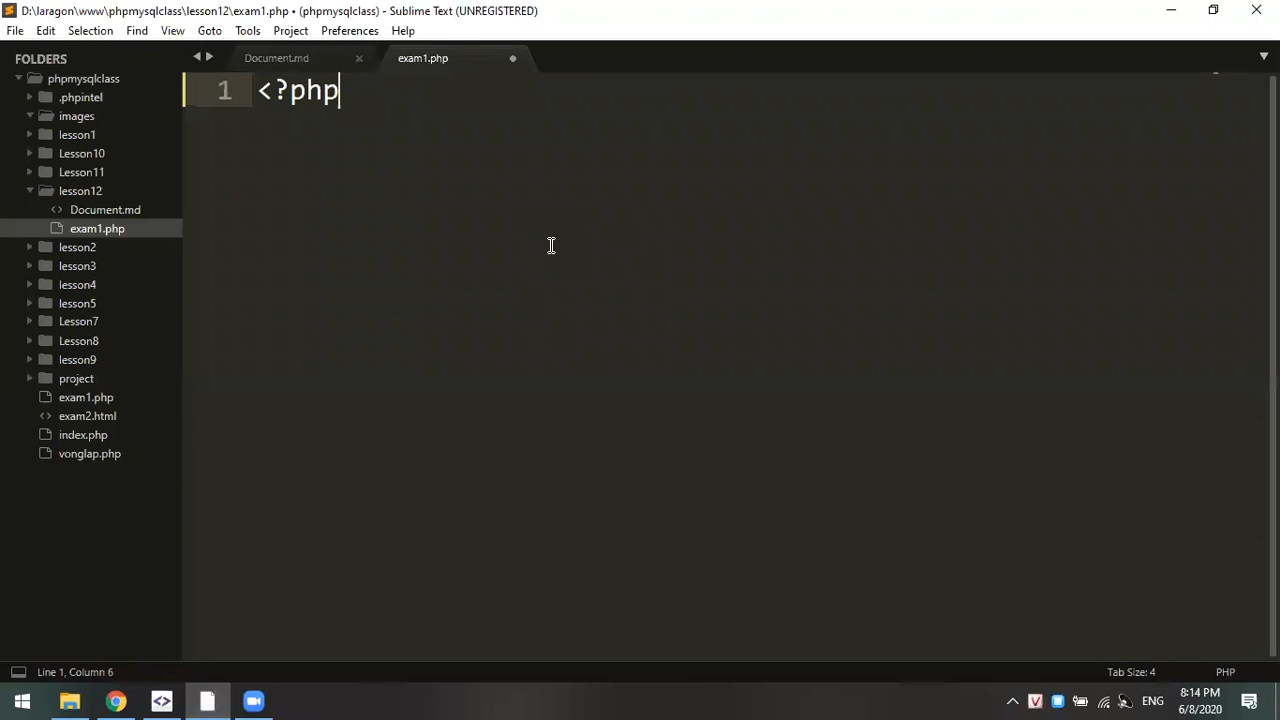 D:\laragon\www\phpmysqlclass\lesson12\exam1.php • (phpmysqlclass) - Sublime Text (UNREGISTERED)
File Edit Selection Find View Goto Tools Project Preferences Help
FOLDERS
phpmysqlclass
.phpintel
images
lesson1
Lesson10
Lesson11
lesson12
Document.md
exam1.php
lesson2
lesson3
lesson4
lesson5
Lesson7
Lesson8
lesson9
project
exam1.php
exam2.html
index.php
vonglap.php
Document.md
exam1.php
1 <?php
Line 1, Column 6
Tab Size: 4
PHP
ENG
8:14 PM
6/8/2020